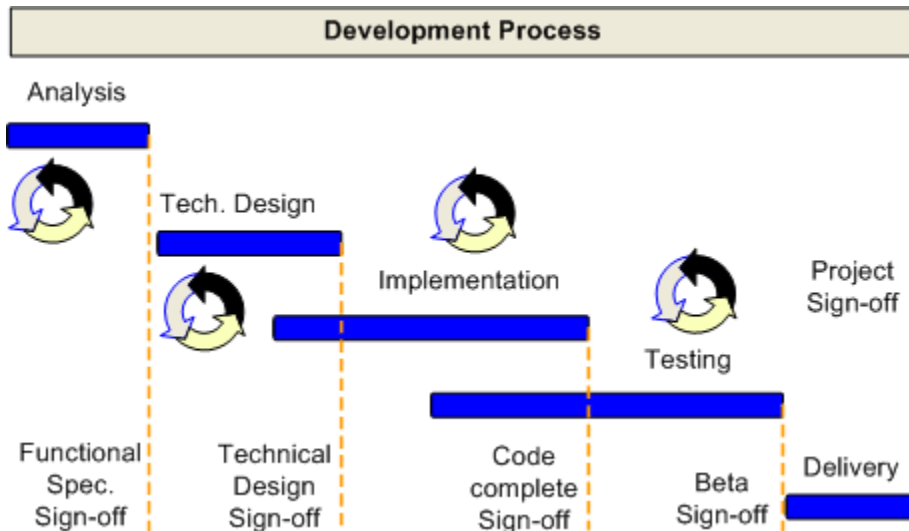 Development Process
Analysis
Tech. Design
Implementation
Project
Sign-off
Testing
Functional
Spec.
Sign-off
Technical
Design
Sign-off
Code
complete
Sign-off
Beta
Sign-off
Delivery